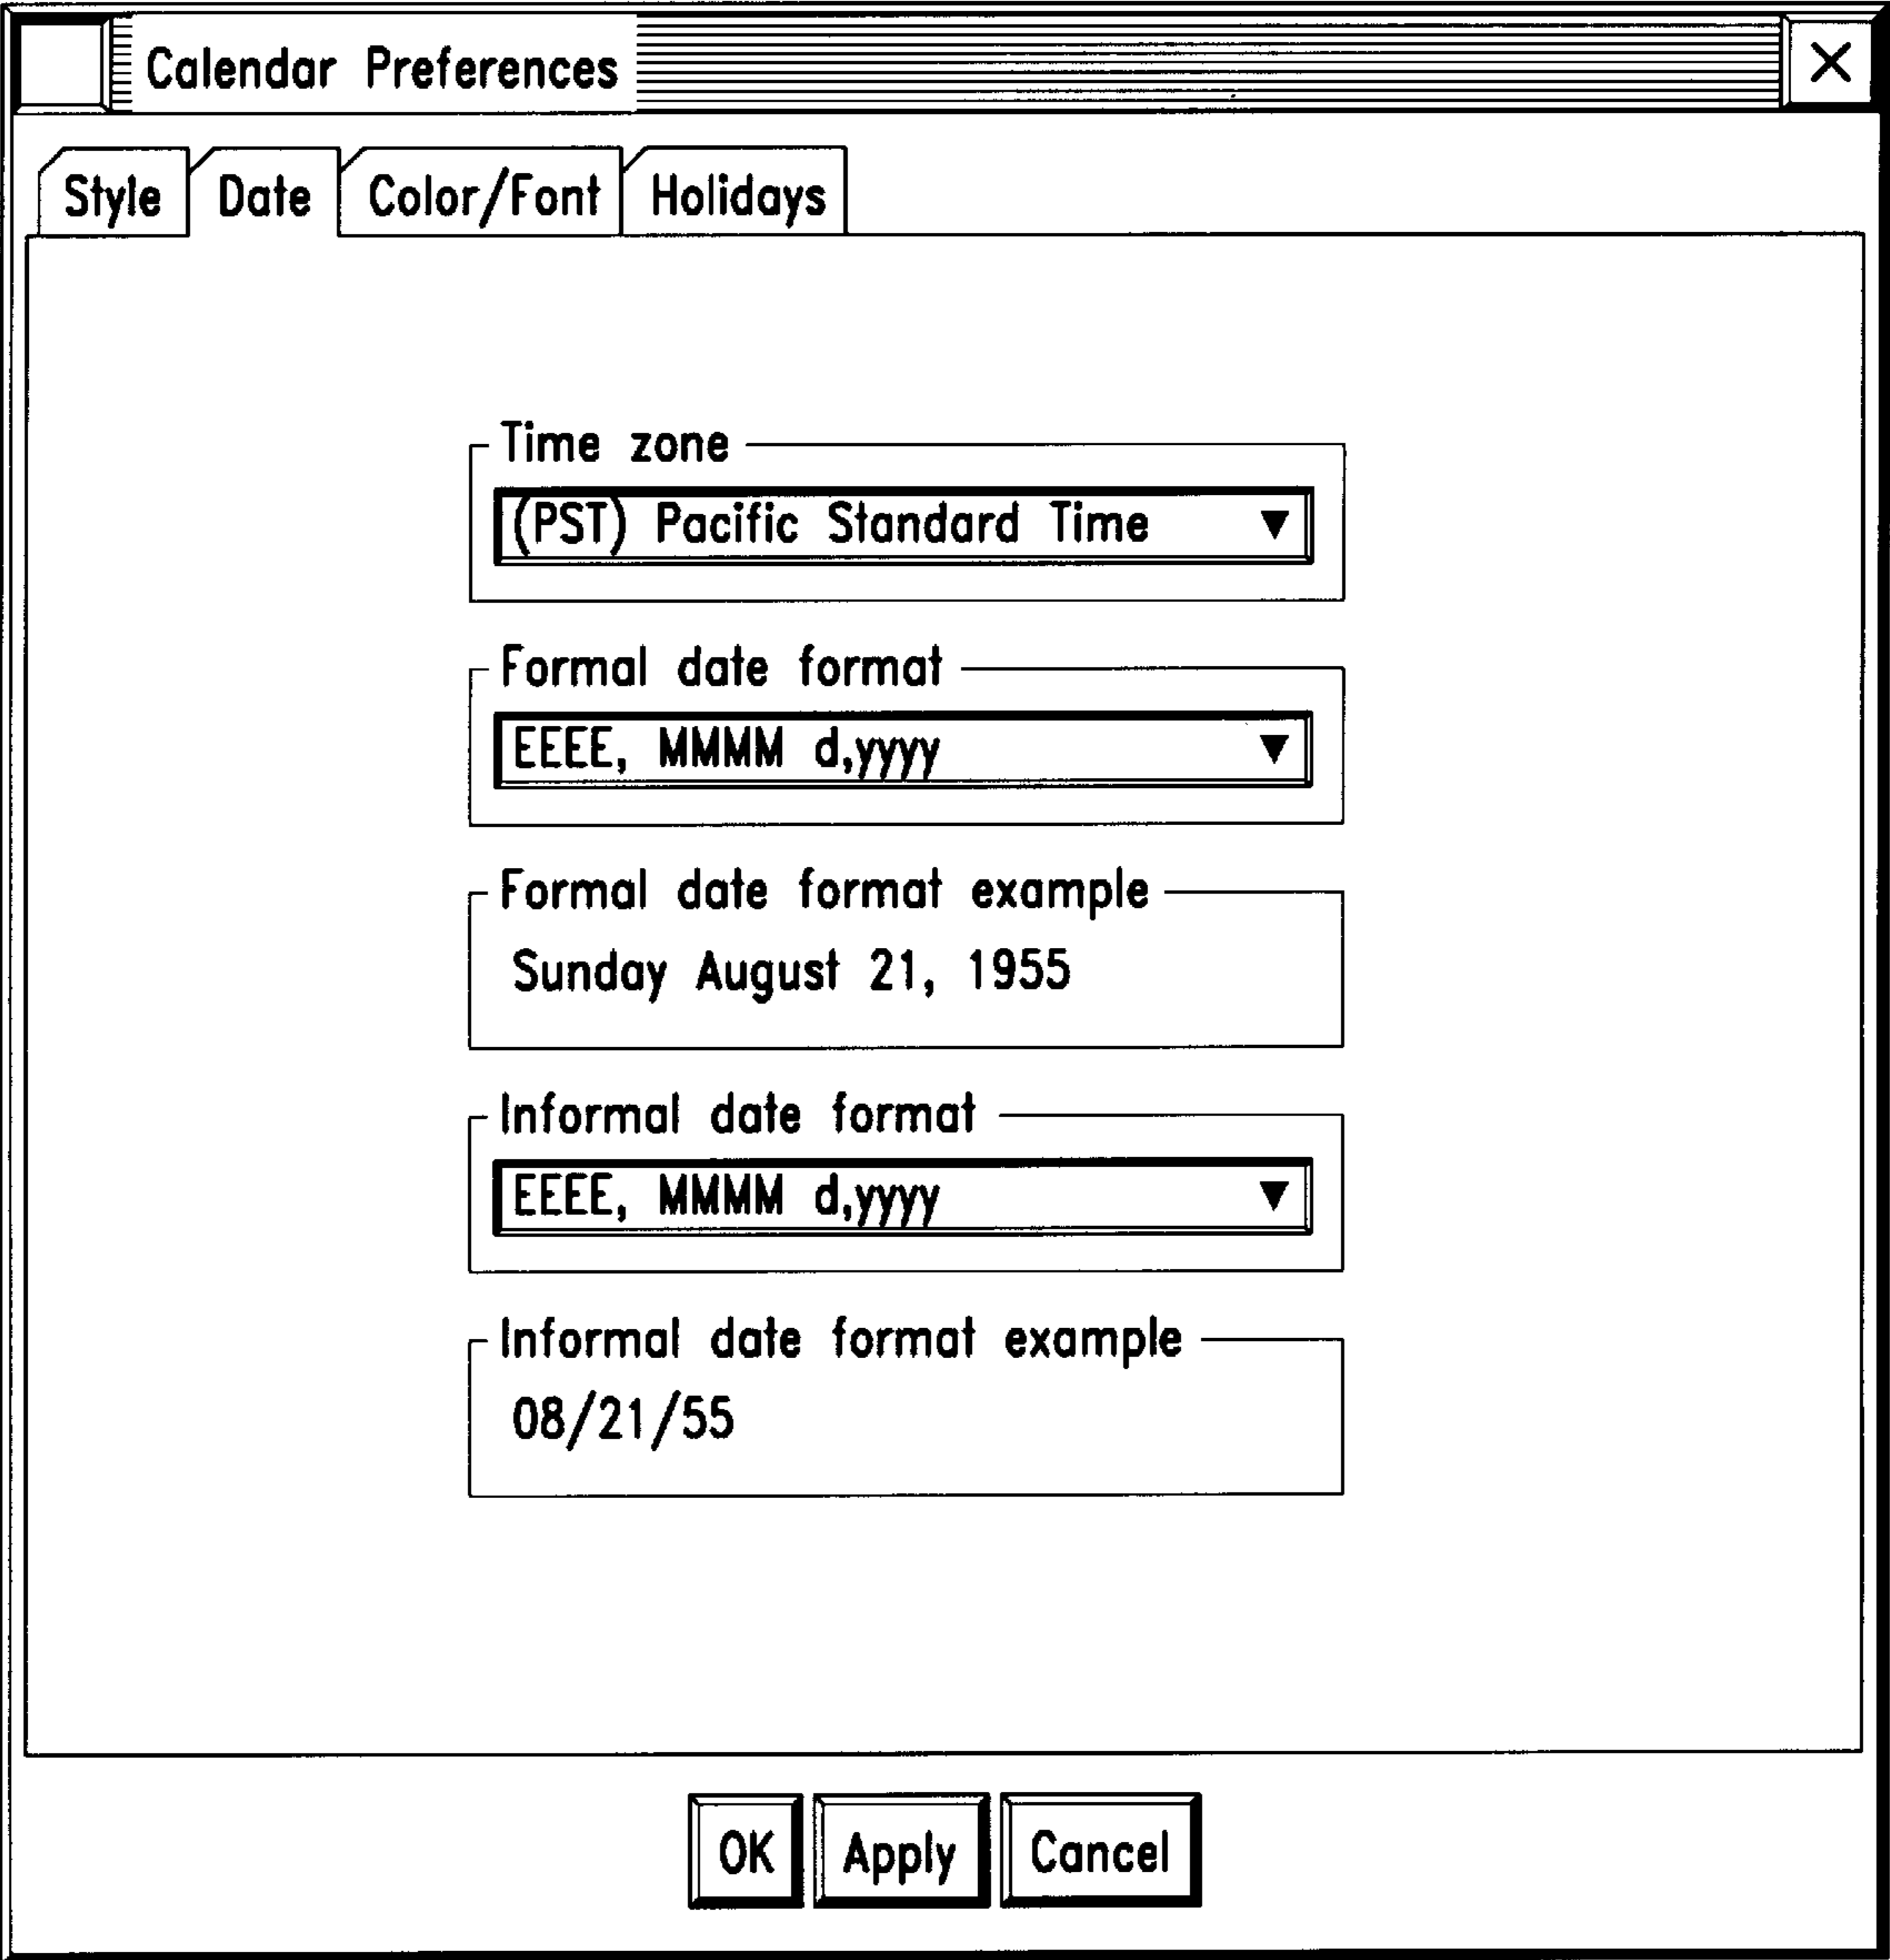 Calendar Preferences
Style Date Color/Font Holidays
Time zone
(PST) Pacific Standard Time
Formal date format
EEEE, MMMM d,yyyy
Formal date format example
Sunday August 21, 1955
Informal date format
EEEE, MMMM d,yyyy
Informal date format example
08/21/55
OK Apply Cancel